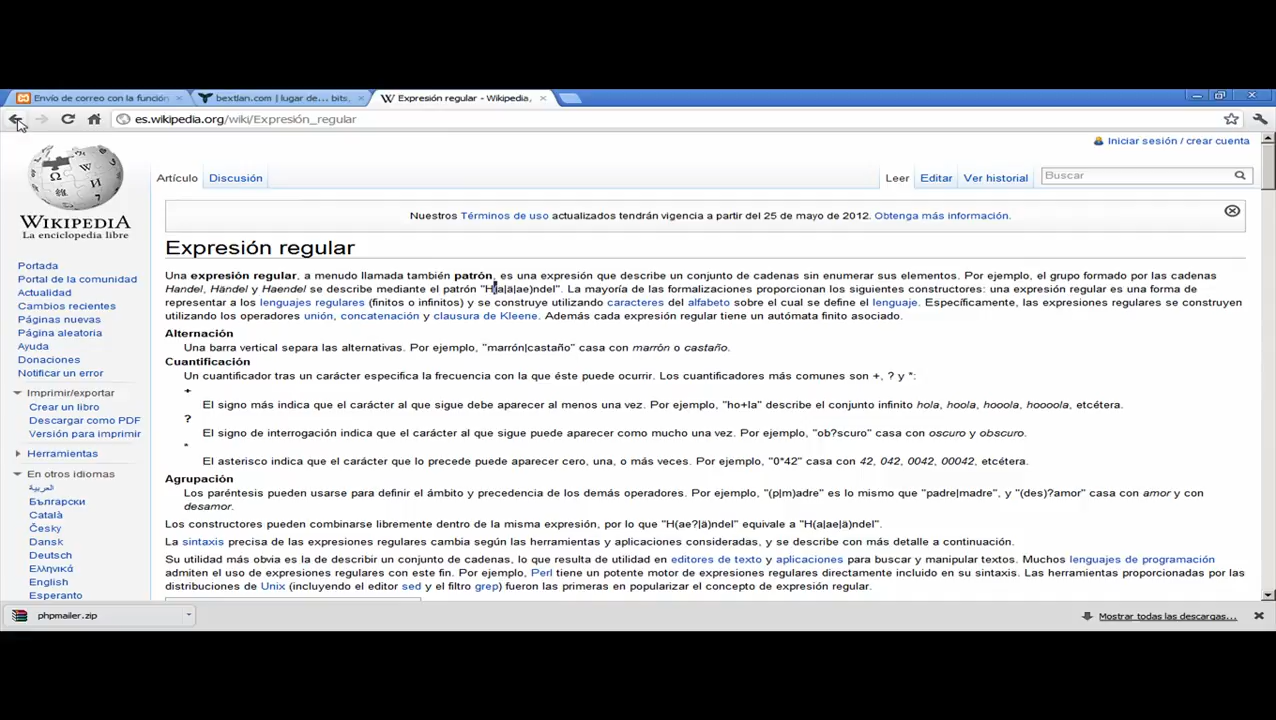 Envío de correo con la función
bextlan.com | lugar de... bits,
Expresión regular - Wikipedia,
es.wikipedia.org/wiki/Expresión_regular
Iniciar sesión / crear cuenta
WIKIPEDIA
La enciclopedia libre
Artículo
Discusión
Leer
Editar
Ver historial
Buscar
Nuestros Términos de uso actualizados tendrán vigencia a partir del 25 de mayo de 2012. Obtenga más información.
Portada
Portal de la comunidad
Actualidad
Cambios recientes
Páginas nuevas
Página aleatoria
Ayuda
Donaciones
Notificar un error
Imprimir/exportar
Crear un libro
Descargar como PDF
Versión para imprimir
Herramientas
En otros idiomas
العربية
Български
Català
Česky
Dansk
Deutsch
Ελληνικά
English
Esperanto
Expresión regular
Una expresión regular, a menudo llamada también patrón, es una expresión que describe un conjunto de cadenas sin enumerar sus elementos. Por ejemplo, el grupo formado por las cadenas
Handel, Händel y Haendel se describe mediante el patrón "H(a|ä|ae)ndel". La mayoría de las formalizaciones proporcionan los siguientes constructores: una expresión regular es una forma de
representar a los lenguajes regulares (finitos o infinitos) y se construye utilizando caracteres del alfabeto sobre el cual se define el lenguaje. Específicamente, las expresiones regulares se construyen
utilizando los operadores unión, concatenación y clausura de Kleene. Además cada expresión regular tiene un autómata finito asociado.
Alternación
Una barra vertical separa las alternativas. Por ejemplo, "marrón|castaño" casa con marrón o castaño.
Cuantificación
Un cuantificador tras un carácter especifica la frecuencia con la que éste puede ocurrir. Los cuantificadores más comunes son +, ? y *:
+
El signo más indica que el carácter al que sigue debe aparecer al menos una vez. Por ejemplo, "ho+la" describe el conjunto infinito hola, hoola, hooola, hoooola, etcétera.
?
El signo de interrogación indica que el carácter al que sigue puede aparecer como mucho una vez. Por ejemplo, "ob?scuro" casa con oscuro y obscuro.
*
El asterisco indica que el carácter que lo precede puede aparecer cero, una, o más veces. Por ejemplo, "0*42" casa con 42, 042, 0042, 00042, etcétera.
Agrupación
Los paréntesis pueden usarse para definir el ámbito y precedencia de los demás operadores. Por ejemplo, "(p|m)adre" es lo mismo que "padre|madre", y "(des)?amor" casa con amor y con
desamor.
Los constructores pueden combinarse libremente dentro de la misma expresión, por lo que "H(ae?|ä)ndel" equivale a "H(a|ae|ä)ndel".
La sintaxis precisa de las expresiones regulares cambia según las herramientas y aplicaciones consideradas, y se describe con más detalle a continuación.
Su utilidad más obvia es la de describir un conjunto de cadenas, lo que resulta de utilidad en editores de texto y aplicaciones para buscar y manipular textos. Muchos lenguajes de programación
admiten el uso de expresiones regulares con este fin. Por ejemplo, Perl tiene un potente motor de expresiones regulares directamente incluido en su sintaxis. Las herramientas proporcionadas por las
distribuciones de Unix (incluyendo el editor sed y el filtro grep) fueron las primeras en popularizar el concepto de expresión regular.
phpmailer.zip
Mostrar todas las descargas...